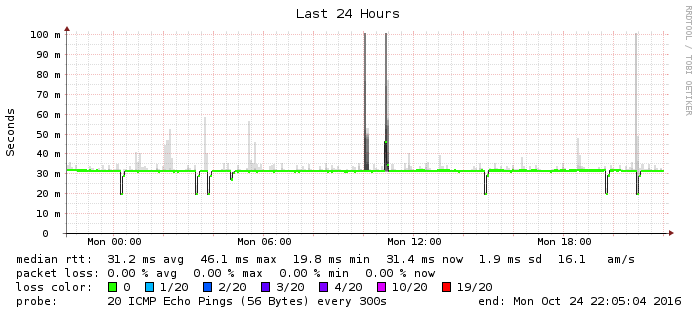 Last 24 Hours
RRDTOOL / TOBI OETIKER
Seconds
100 m
90 m
80 m
70 m
60 m
50 m
40 m
30 m
20 m
10 m
0
Mon 00:00 Mon 06:00 Mon 12:00 Mon 18:00
median rtt: 31.2 ms avg 46.1 ms max 19.8 ms min 31.4 ms now 1.9 ms sd 16.1 am/s
packet loss: 0.00 % avg 0.00 % max 0.00 % min 0.00 % now
loss color: 0 1/20 2/20 3/20 4/20 10/20 19/20
probe: 20 ICMP Echo Pings (56 Bytes) every 300s end: Mon Oct 24 22:05:04 2016